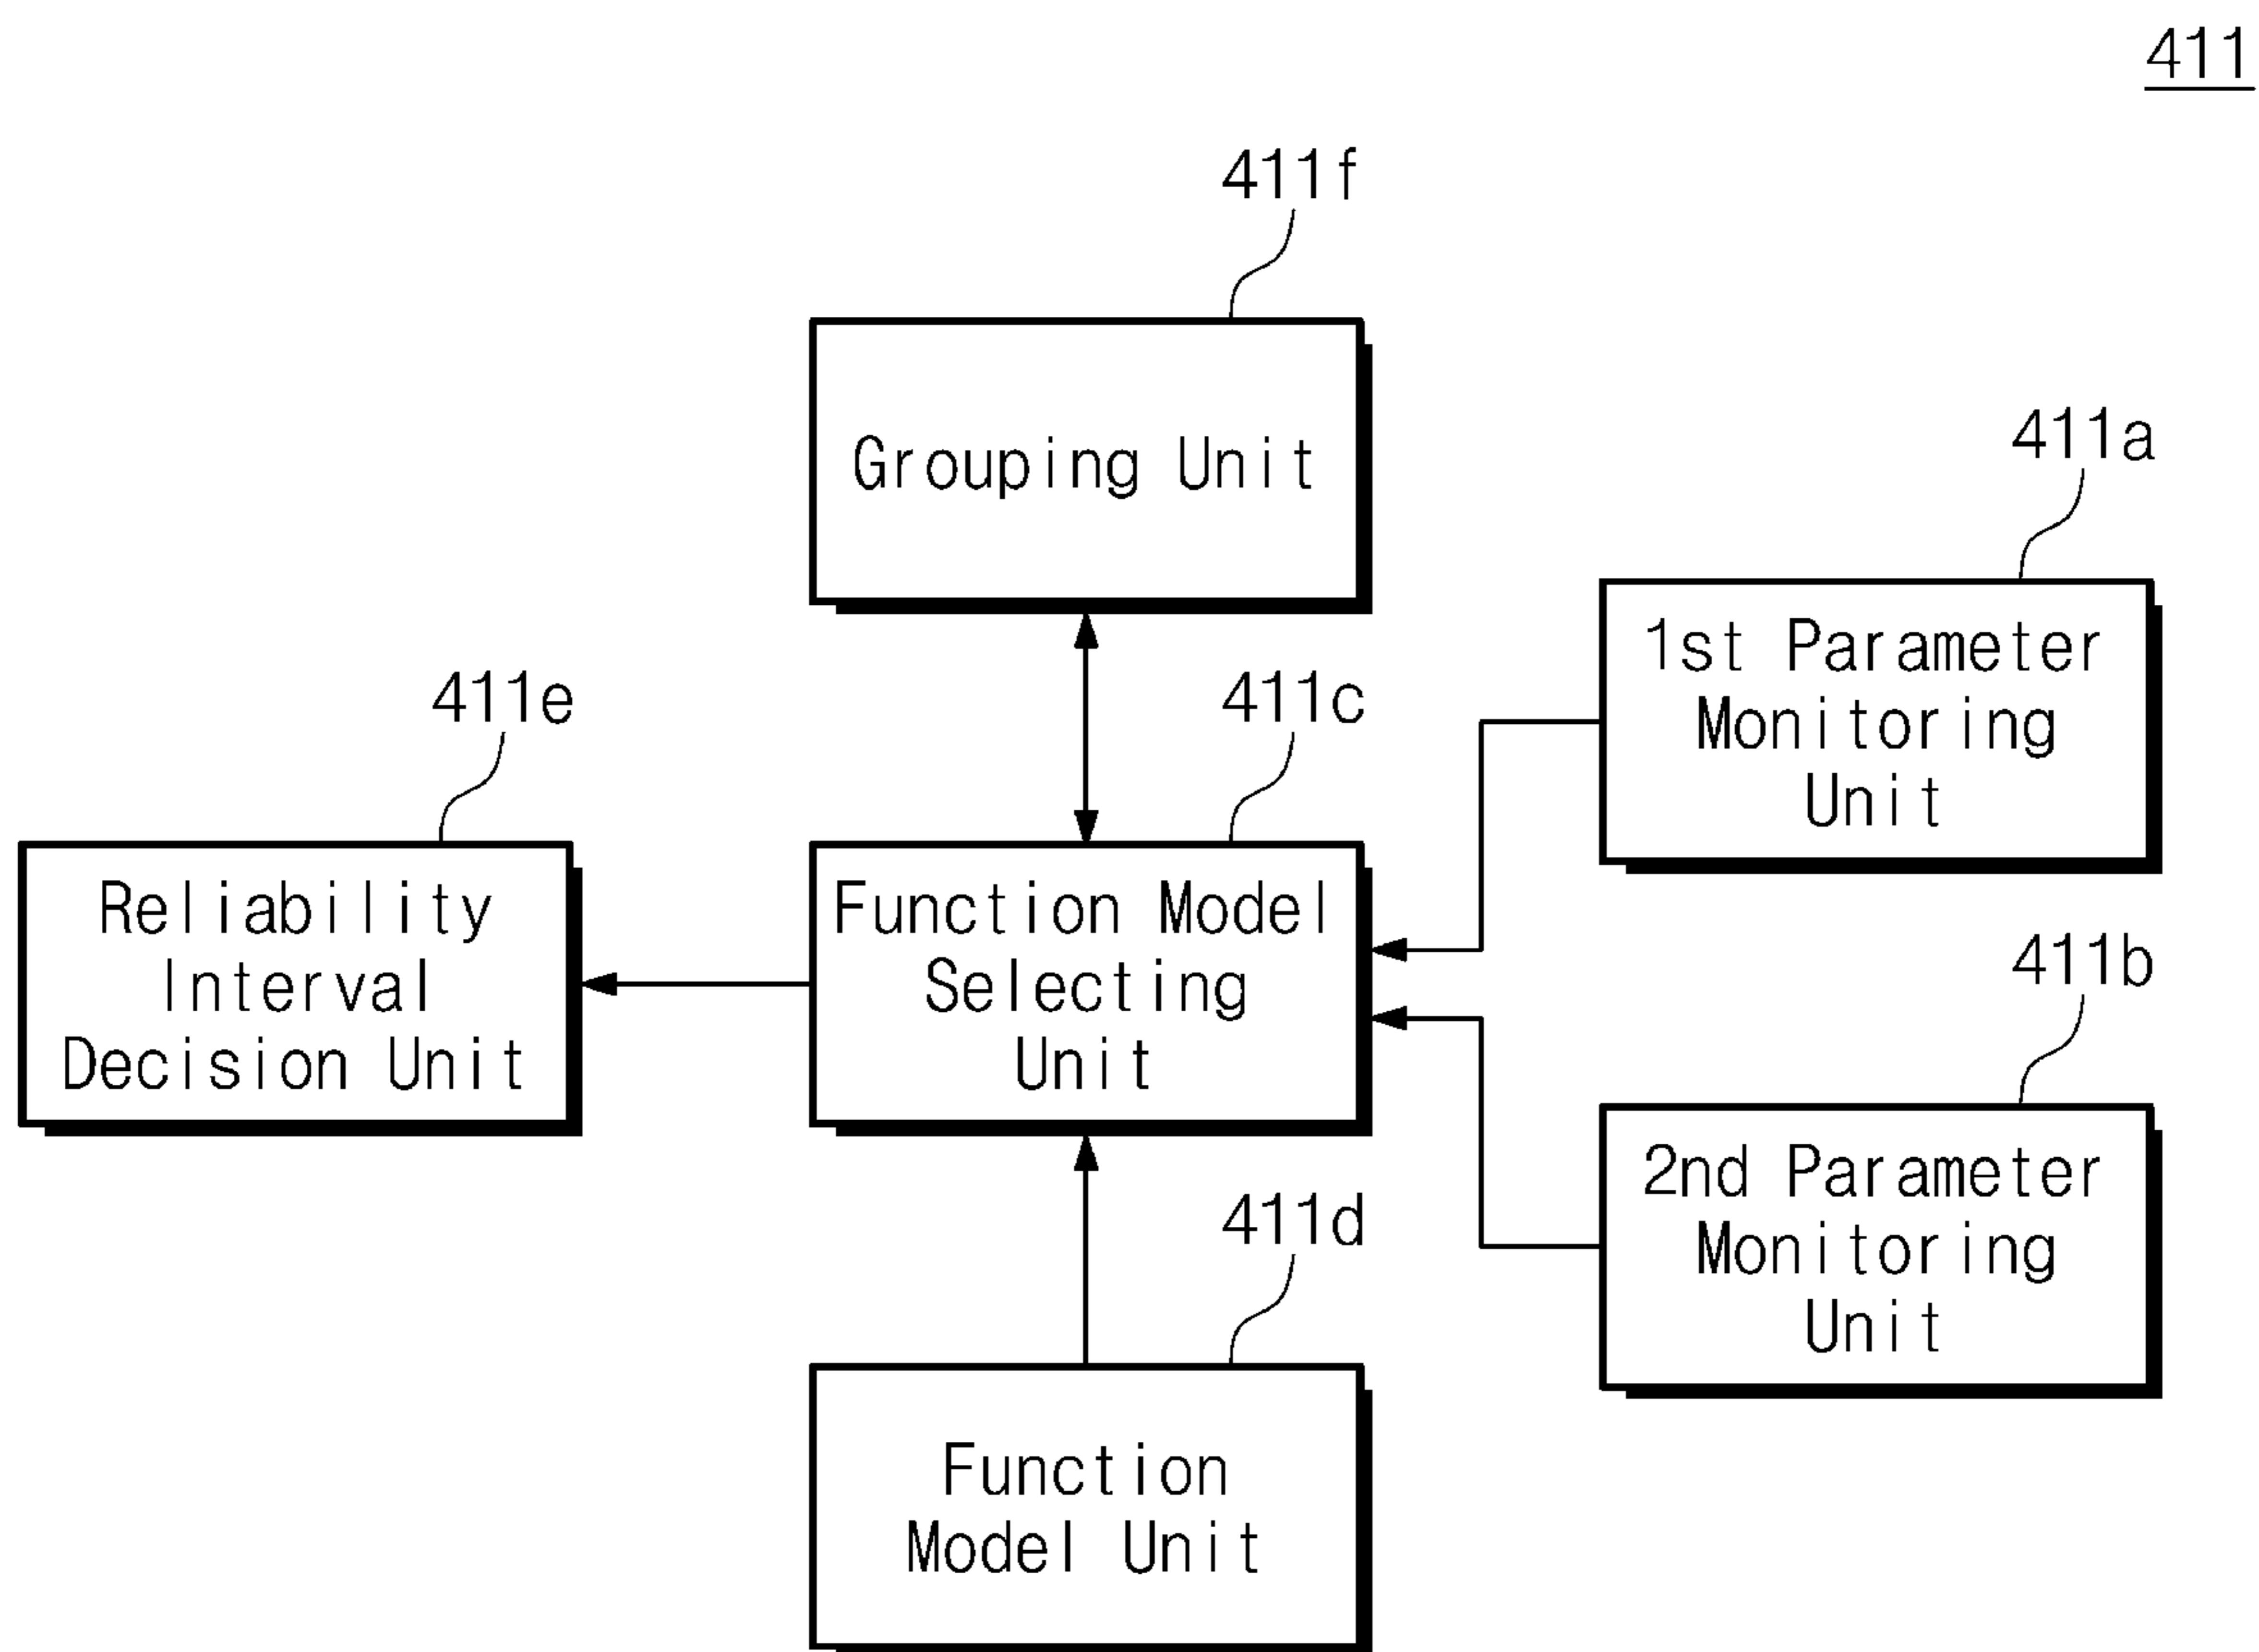 411
411f
Grouping Unit
411a
1st Parameter
Monitoring
Unit
411e
Reliability
Interval
Decision Unit
411c
Function Model
Selecting
Unit
411b
2nd Parameter
Monitoring
Unit
411d
Function
Model Unit